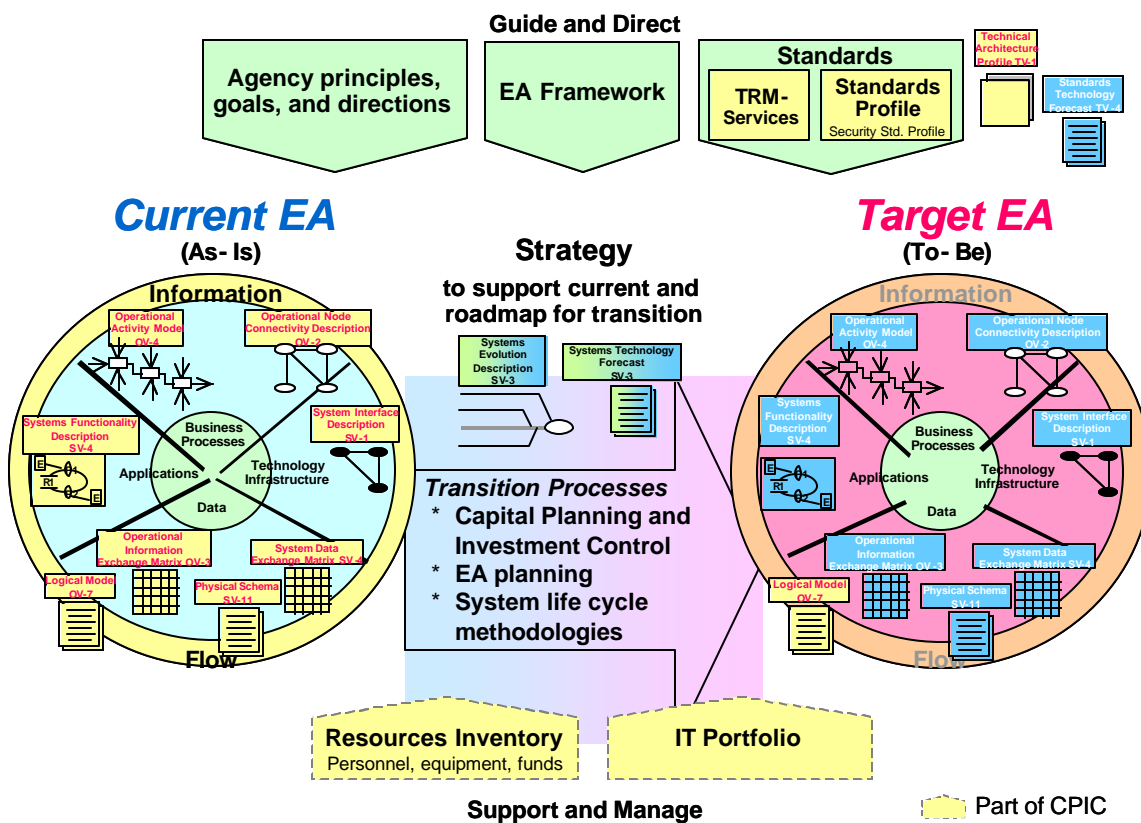 Guide and Direct
Agency principles,
goals, and directions
EA Framework
Standards
TRM-
Services
Standards
Profile
Security Std. Profile
Technical
Architecture
Profile TV-1
Standards
Technology
Forecast TV-4
Current EA
(As- Is)
Strategy
to support current and
roadmap for transition
Target EA
(To- Be)
Information
Operational
Activity Model
OV-4
Operational Node
Connectivity Description
OV-2
Systems Functionality
Description
SV-4
System Interface
Description
SV-1
Business
Processes
Applications
Technology
Infrastructure
Data
E
1
R1
2
E
Operational
Information
Exchange Matrix OV-3
System Data
Exchange Matrix SV-4
Logical Model
OV-7
Physical Schema
SV-11
Flow
Systems
Evolution
Description
SV-3
Systems Technology
Forecast
SV-3
Transition Processes
* Capital Planning and
Investment Control
* EA planning
* System life cycle
methodologies
Information
Operational
Activity Model
OV-4
Operational Node
Connectivity Description
OV-2
Systems
Functionality
Description
SV-4
System Interface
Description
SV-1
Business
Processes
Applications
Technology
Infrastructure
Data
E
1
R1
2
E
Operational
Information
Exchange Matrix OV-3
System Data
Exchange Matrix SV-4
Logical Model
OV-7
Physical Schema
SV-11
Flow
Resources Inventory
Personnel, equipment, funds
IT Portfolio
Support and Manage
Part of CPIC